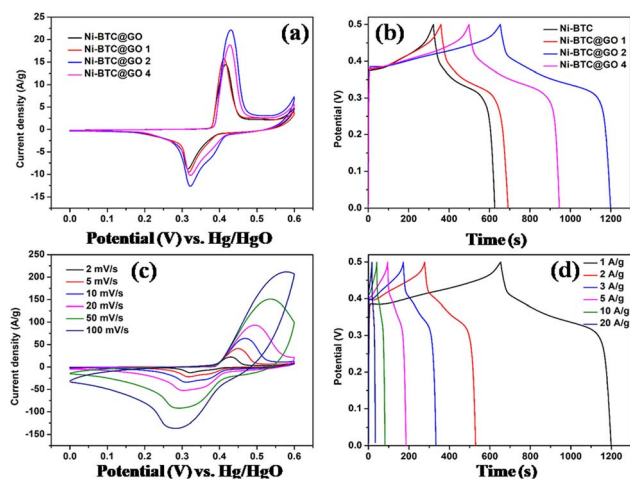 (a)
Ni-BTC@GO
Ni-BTC@GO 1
Ni-BTC@GO 2
Ni-BTC@GO 4
Current density (A/g)
25
20
15
10
5
0
-5
-10
-15
0.0 0.1 0.2 0.3 0.4 0.5 0.6
Potential (V) vs. Hg/HgO
(b)
Ni-BTC
Ni-BTC@GO 1
Ni-BTC@GO 2
Ni-BTC@GO 4
Potential (V)
0.5
0.4
0.3
0.2
0.1
0.0
0 200 400 600 800 1000 1200
Time (s)
(c)
2 mV/s
5 mV/s
10 mV/s
20 mV/s
50 mV/s
100 mV/s
Current density (A/g)
250
200
150
100
50
0
-50
-100
-150
0.0 0.1 0.2 0.3 0.4 0.5 0.6
Potential (V) vs. Hg/HgO
(d)
1 A/g
2 A/g
3 A/g
5 A/g
10 A/g
20 A/g
Potential (V)
0.5
0.4
0.3
0.2
0.1
0.0
0 200 400 600 800 1000 1200
Time (s)